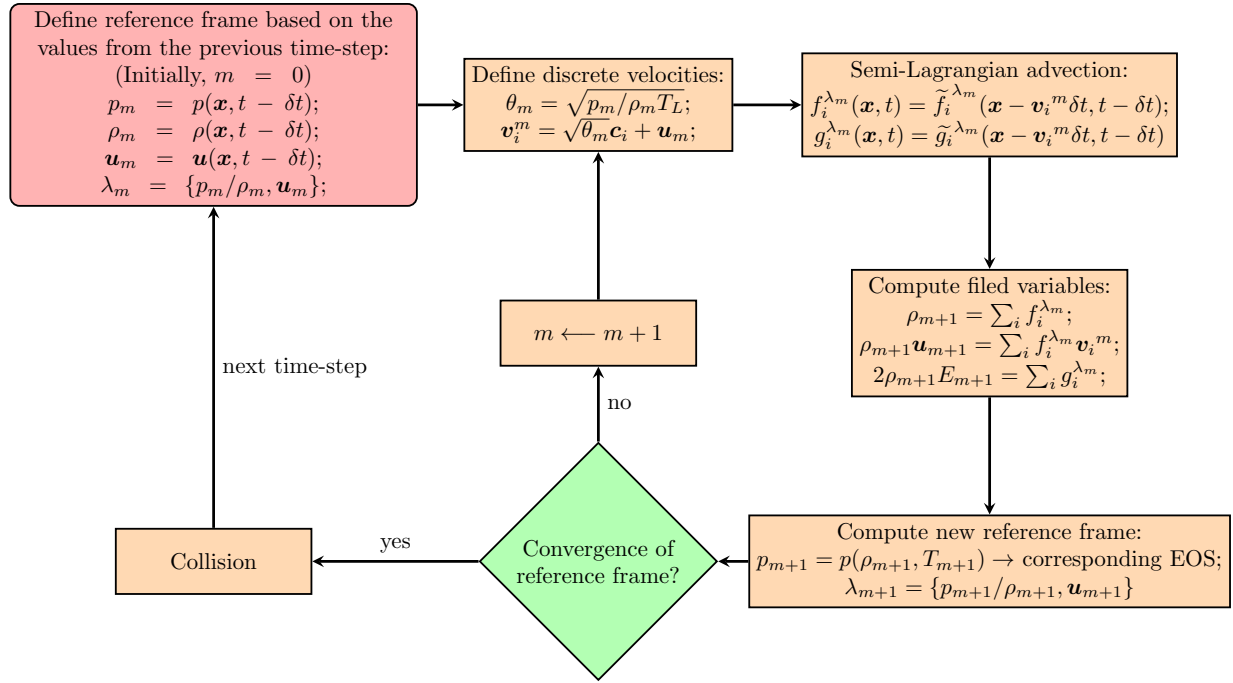 Define reference frame based on the
values from the previous time-step:
(Initially, m = 0)
p_m = p(x, t − δt);
ρ_m = ρ(x, t − δt);
u_m = u(x, t − δt);
λ_m = {p_m/ρ_m, u_m};
Define discrete velocities:
θ_m = √(p_m/ρ_m T_L);
v_i^m = √θ_m c_i + u_m;
Semi-Lagrangian advection:
f_i^{λ_m}(x, t) = f̃_i^{λ_m}(x − v_i^m δt, t − δt);
g_i^{λ_m}(x, t) = g̃_i^{λ_m}(x − v_i^m δt, t − δt)
Compute filed variables:
ρ_{m+1} = ∑_i f_i^{λ_m};
ρ_{m+1} u_{m+1} = ∑_i f_i^{λ_m} v_i^m;
2ρ_{m+1} E_{m+1} = ∑_i g_i^{λ_m};
m ⟵ m + 1
next time-step
no
Compute new reference frame:
p_{m+1} = p(ρ_{m+1}, T_{m+1}) → corresponding EOS;
λ_{m+1} = {p_{m+1}/ρ_{m+1}, u_{m+1}}
Convergence of
reference frame?
yes
Collision